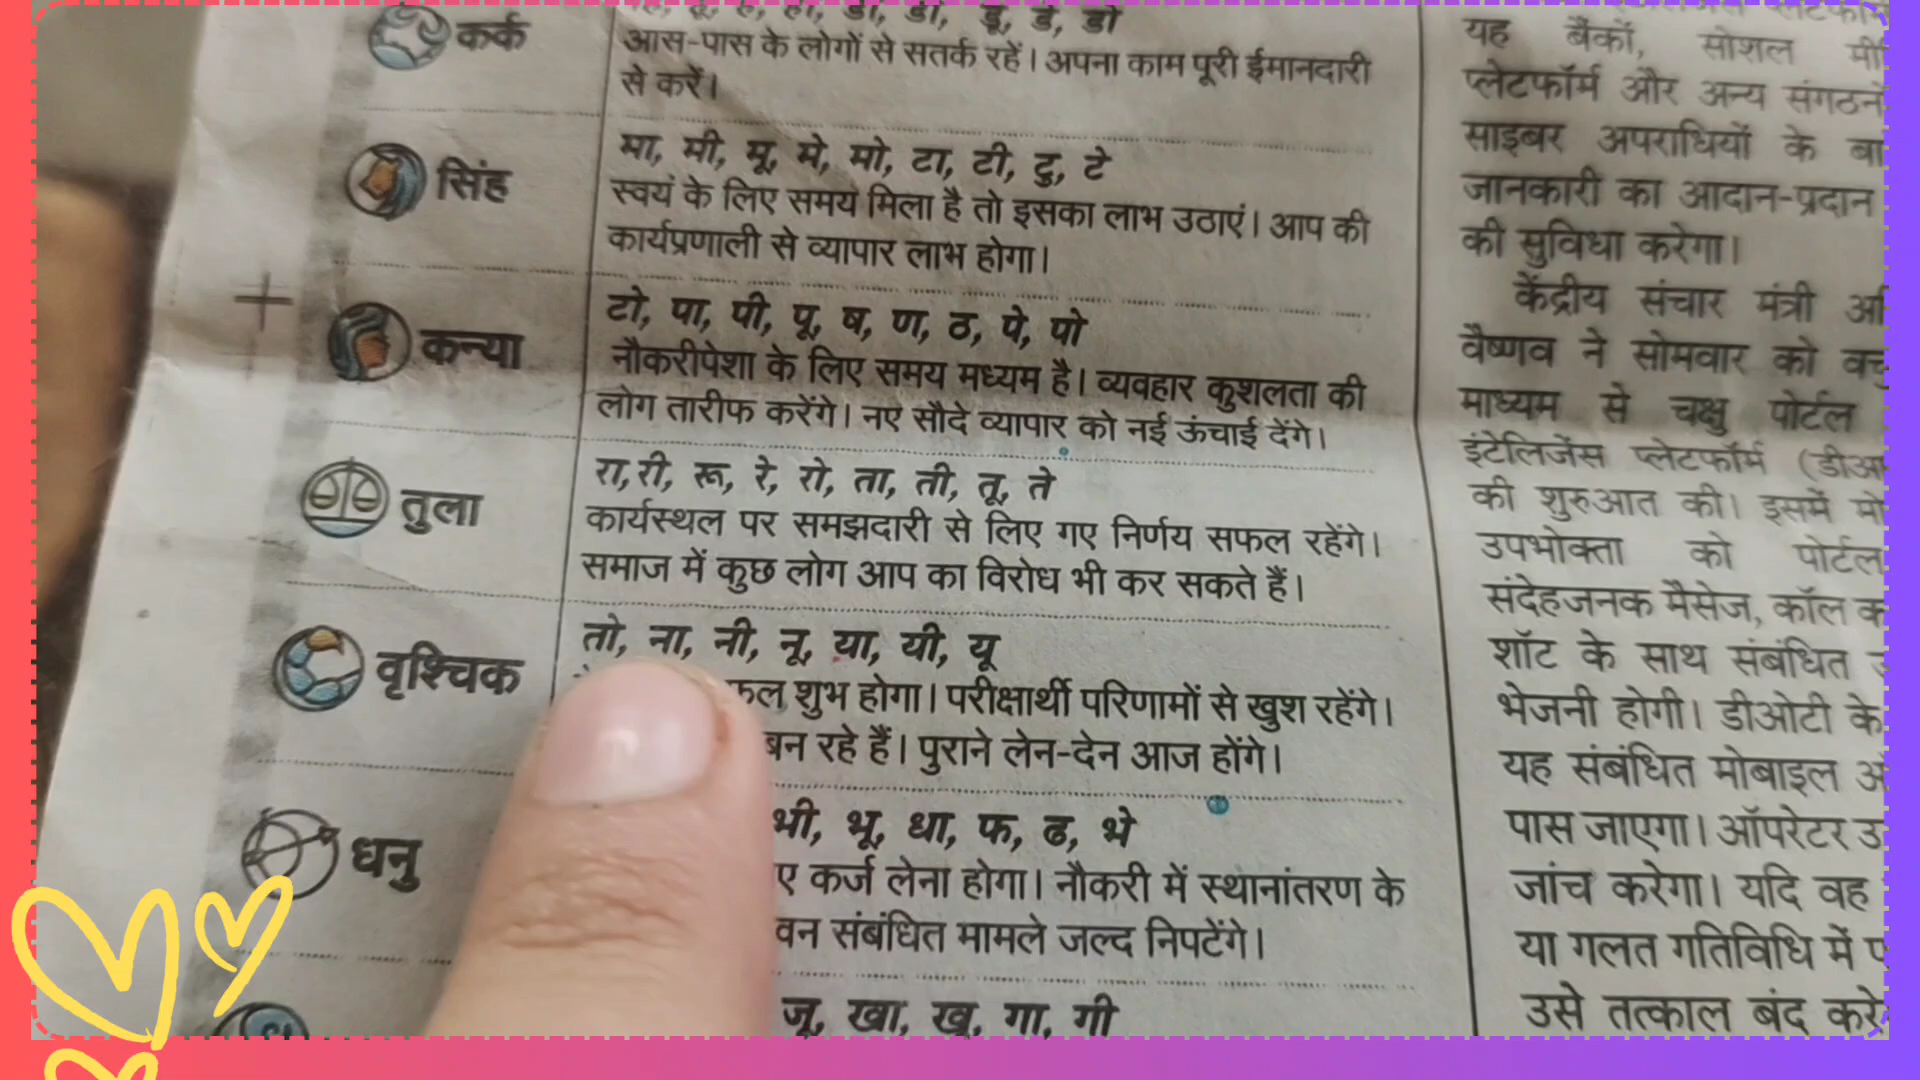 कर्क
डू, डे, डो
आस-पास के लोगों से सतर्क रहें। अपना काम पूरी ईमानदारी
से करें।
सिंह
मा, मी, मू, मे, मो, टा, टी, टु, टे
स्वयं के लिए समय मिला है तो इसका लाभ उठाएं। आप की
कार्यप्रणाली से व्यापार लाभ होगा।
कन्या
टो, पा, पी, पू, ष, ण, ठ, पे, पो
नौकरीपेशा के लिए समय मध्यम है। व्यवहार कुशलता की
लोग तारीफ करेंगे। नए सौदे व्यापार को नई ऊंचाई देंगे।
तुला
रा, री, रू, रे, रो, ता, ती, तू, ते
कार्यस्थल पर समझदारी से लिए गए निर्णय सफल रहेंगे।
समाज में कुछ लोग आप का विरोध भी कर सकते हैं।
वृश्चिक
तो, ना, नी, नू, या, यी, यू
शुभ होगा। परीक्षार्थी परिणामों से खुश रहेंगे।
बन रहे हैं। पुराने लेन-देन आज होंगे।
धनु
भी, भू, धा, फ, ढ, भे
कर्ज लेना होगा। नौकरी में स्थानांतरण के
संबंधित मामले जल्द निपटेंगे।
जू, खा, खू, गा, गी
यह बैंकों, सोशल
प्लेटफॉर्म और अन्य संगठनों
साइबर अपराधियों के
जानकारी का आदान-प्रदान
की सुविधा करेगा।
केंद्रीय संचार मंत्री
वैष्णव ने सोमवार को
माध्यम से चक्षु पोर्टल
इंटेलिजेंस प्लेटफॉर्म
की शुरुआत की। इसमें
उपभोक्ता को पोर्टल
संदेहजनक मैसेज, कॉल
शॉट के साथ संबंधित
भेजनी होगी। डीओटी के
यह संबंधित मोबाइल
पास जाएगा। ऑपरेटर
जांच करेगा। यदि वह
या गलत गतिविधि में
उसे तत्काल बंद